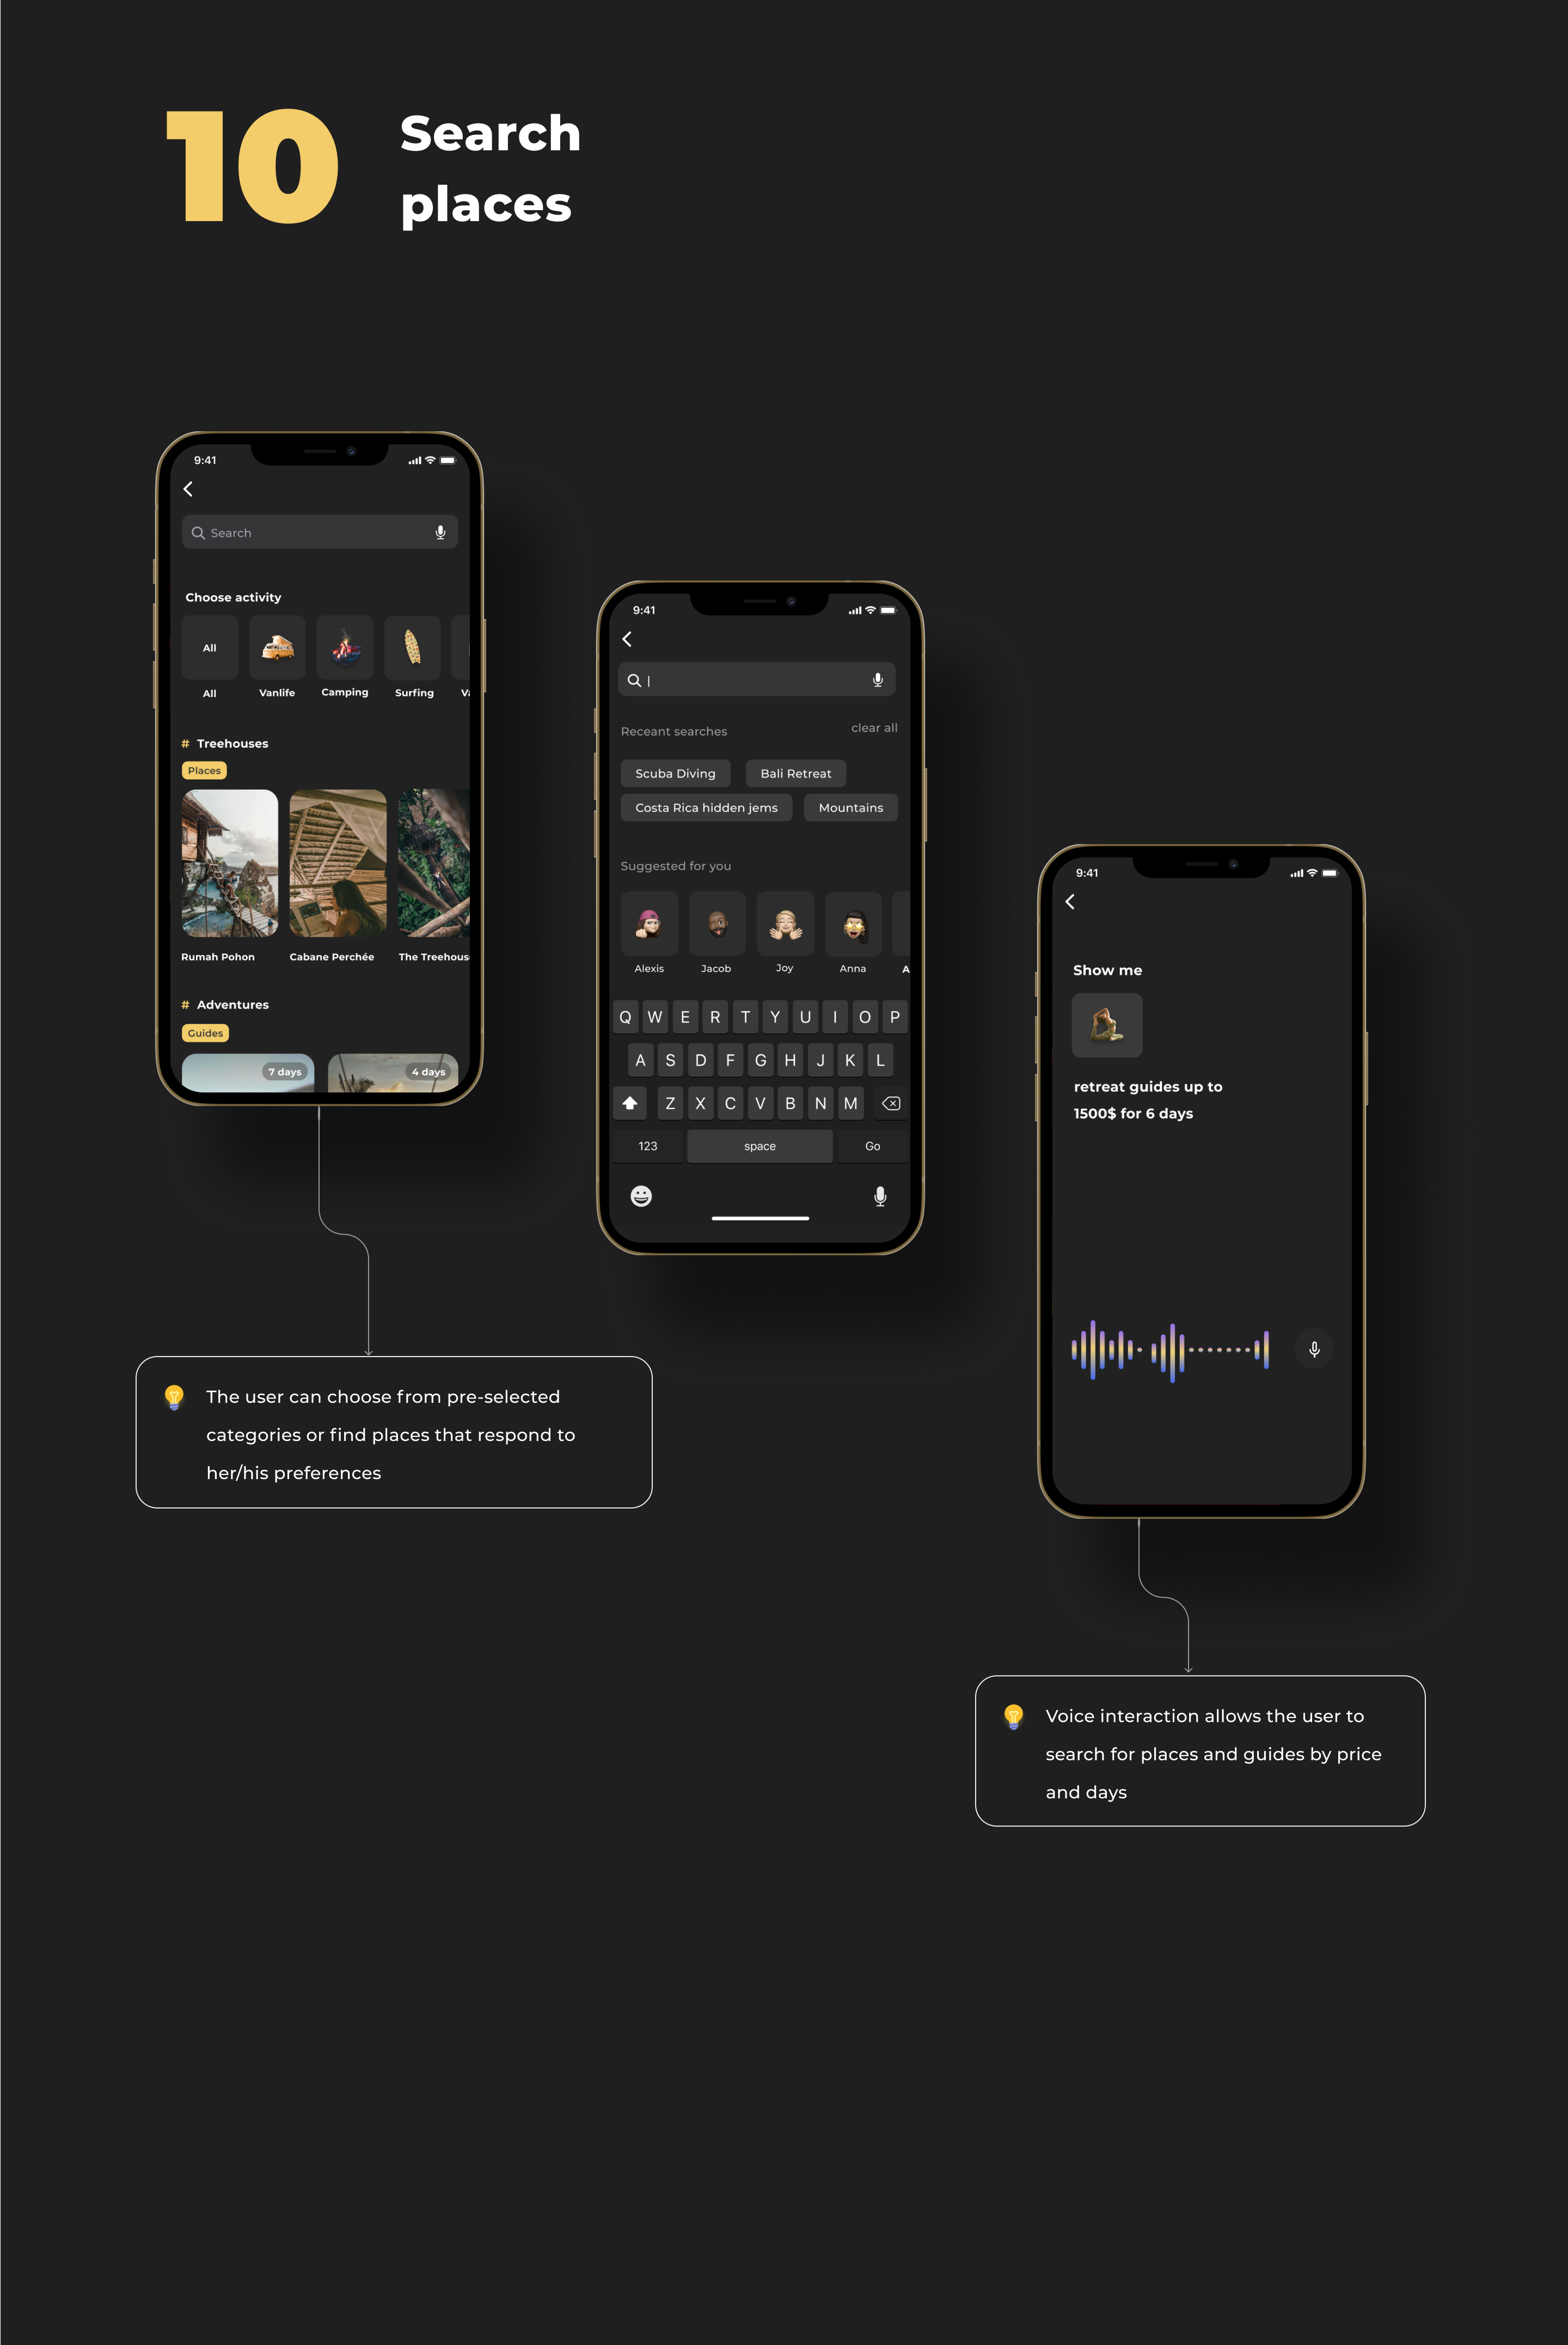 10
Search
places
9:41
Search
Choose activity
All
All Vanlife Camping Surfing Va
# Treehouses
Places
Rumah Pohon Cabane Perchée The Treehous
# Adventures
Guides
7 days 4 days
The user can choose from pre-selected
categories or find places that respond to
her/his preferences
9:41
Receant searches clear all
Scuba Diving Bali Retreat
Costa Rica hidden jems Mountains
Suggested for you
Alexis Jacob Joy Anna A
Q W E R T Y U I O P
A S D F G H J K L
Z X C V B N M
123 space Go
9:41
Show me
retreat guides up to
1500$ for 6 days
Voice interaction allows the user to
search for places and guides by price
and days